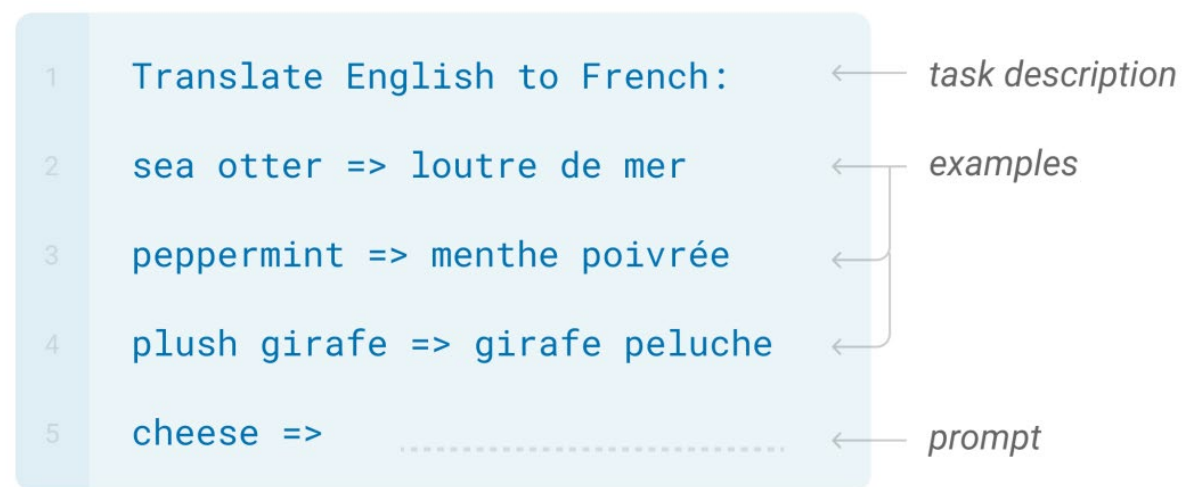 1 Translate English to French: task description
2 sea otter => loutre de mer examples
3 peppermint => menthe poivrée
4 plush girafe => girafe peluche
5 cheese => prompt